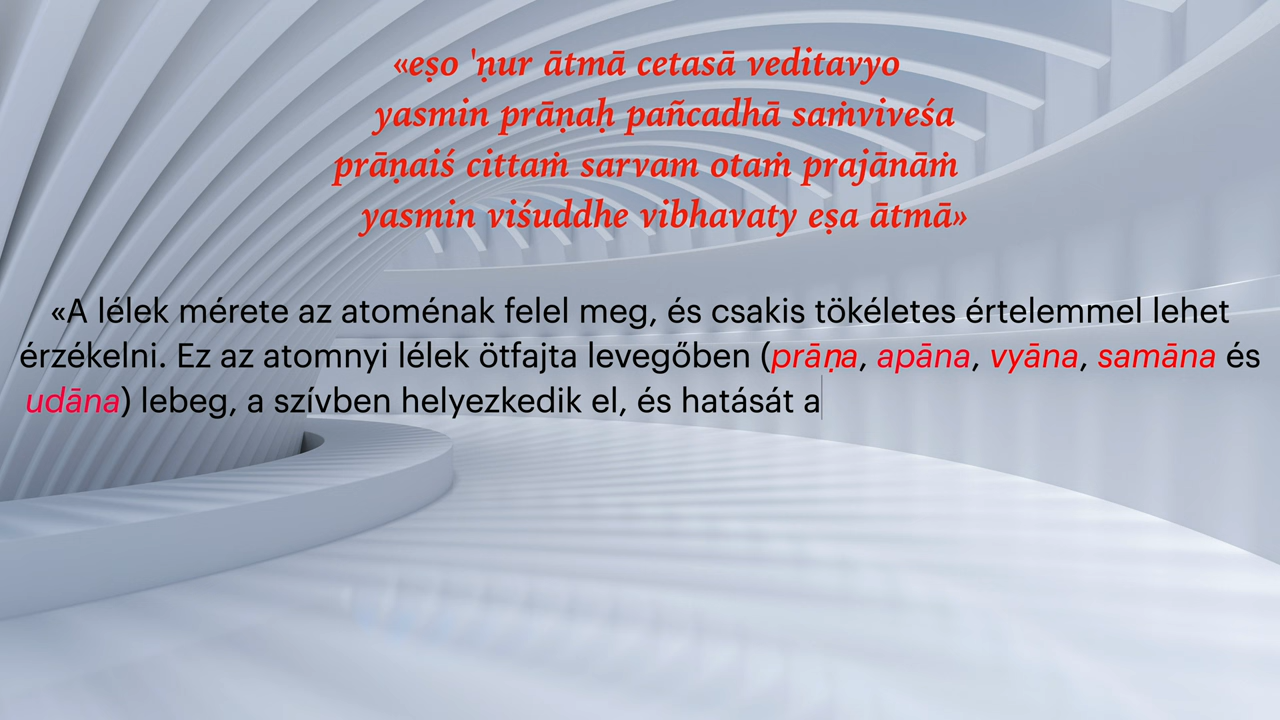 «eṣo 'ṇur ātmā cetasā veditavyo
yasmin prāṇaḥ pañcadhā saṁviveśa
prāṇaiś cittaṁ sarvam otaṁ prajānāṁ
yasmin viśuddhe vibhavaty eṣa ātmā»
«A lélek mérete az atoménak felel meg, és csakis tökéletes értelemmel lehet
érzékelni. Ez az atomnyi lélek ötfajta levegőben (prāṇa, apāna, vyāna, samāna és
udāna) lebeg, a szívben helyezkedik el, és hatását a